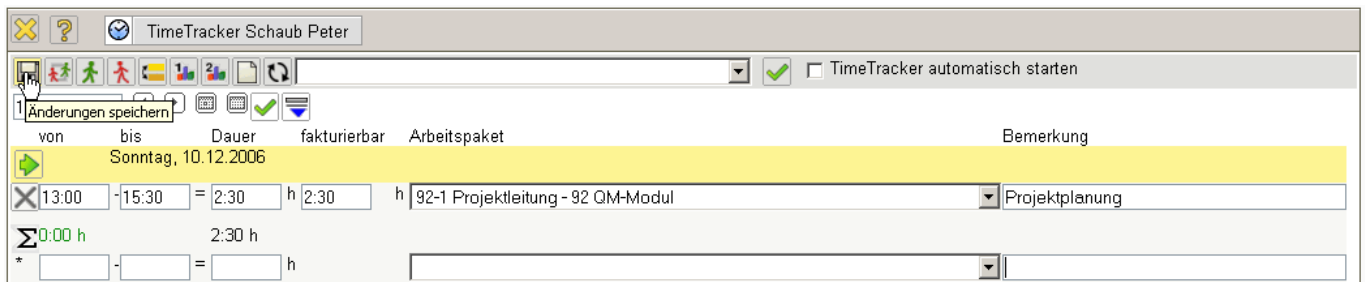 TimeTracker Schaub Peter
TimeTracker automatisch starten
1
Änderungen speichern
von bis Dauer fakturierbar Arbeitspaket Bemerkung
Sonntag, 10.12.2006
13:00 - 15:30 = 2:30 h 2:30 h 92-1 Projektleitung - 92 QM-Modul Projektplanung
Σ 0:00 h 2:30 h
* - = h